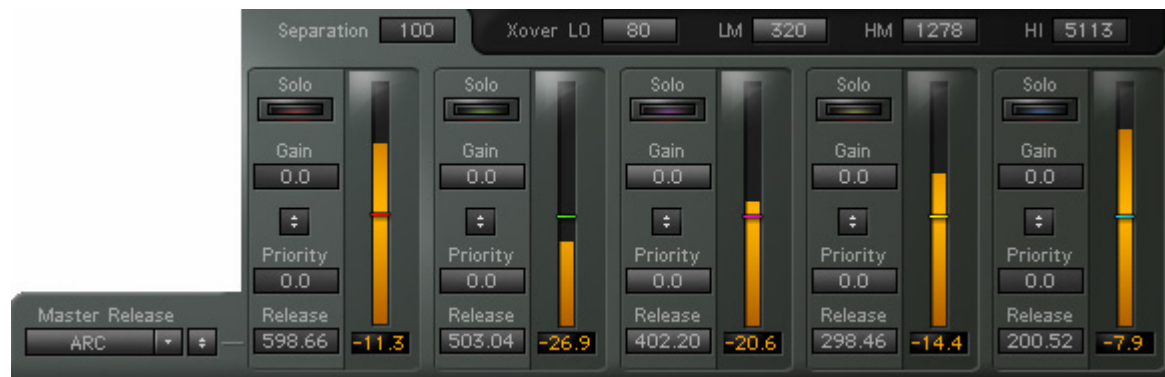 Separation 100 Xover LO 80 LM 320 HM 1278 HI 5113
Solo Solo Solo Solo Solo
Gain Gain Gain Gain Gain
0.0 0.0 0.0 0.0 0.0
Priority Priority Priority Priority Priority
0.0 0.0 0.0 0.0 0.0
Master Release Release Release Release Release Release
ARC 598.66 -11.3 503.04 -26.9 402.20 -20.6 298.46 -14.4 200.52 -7.9